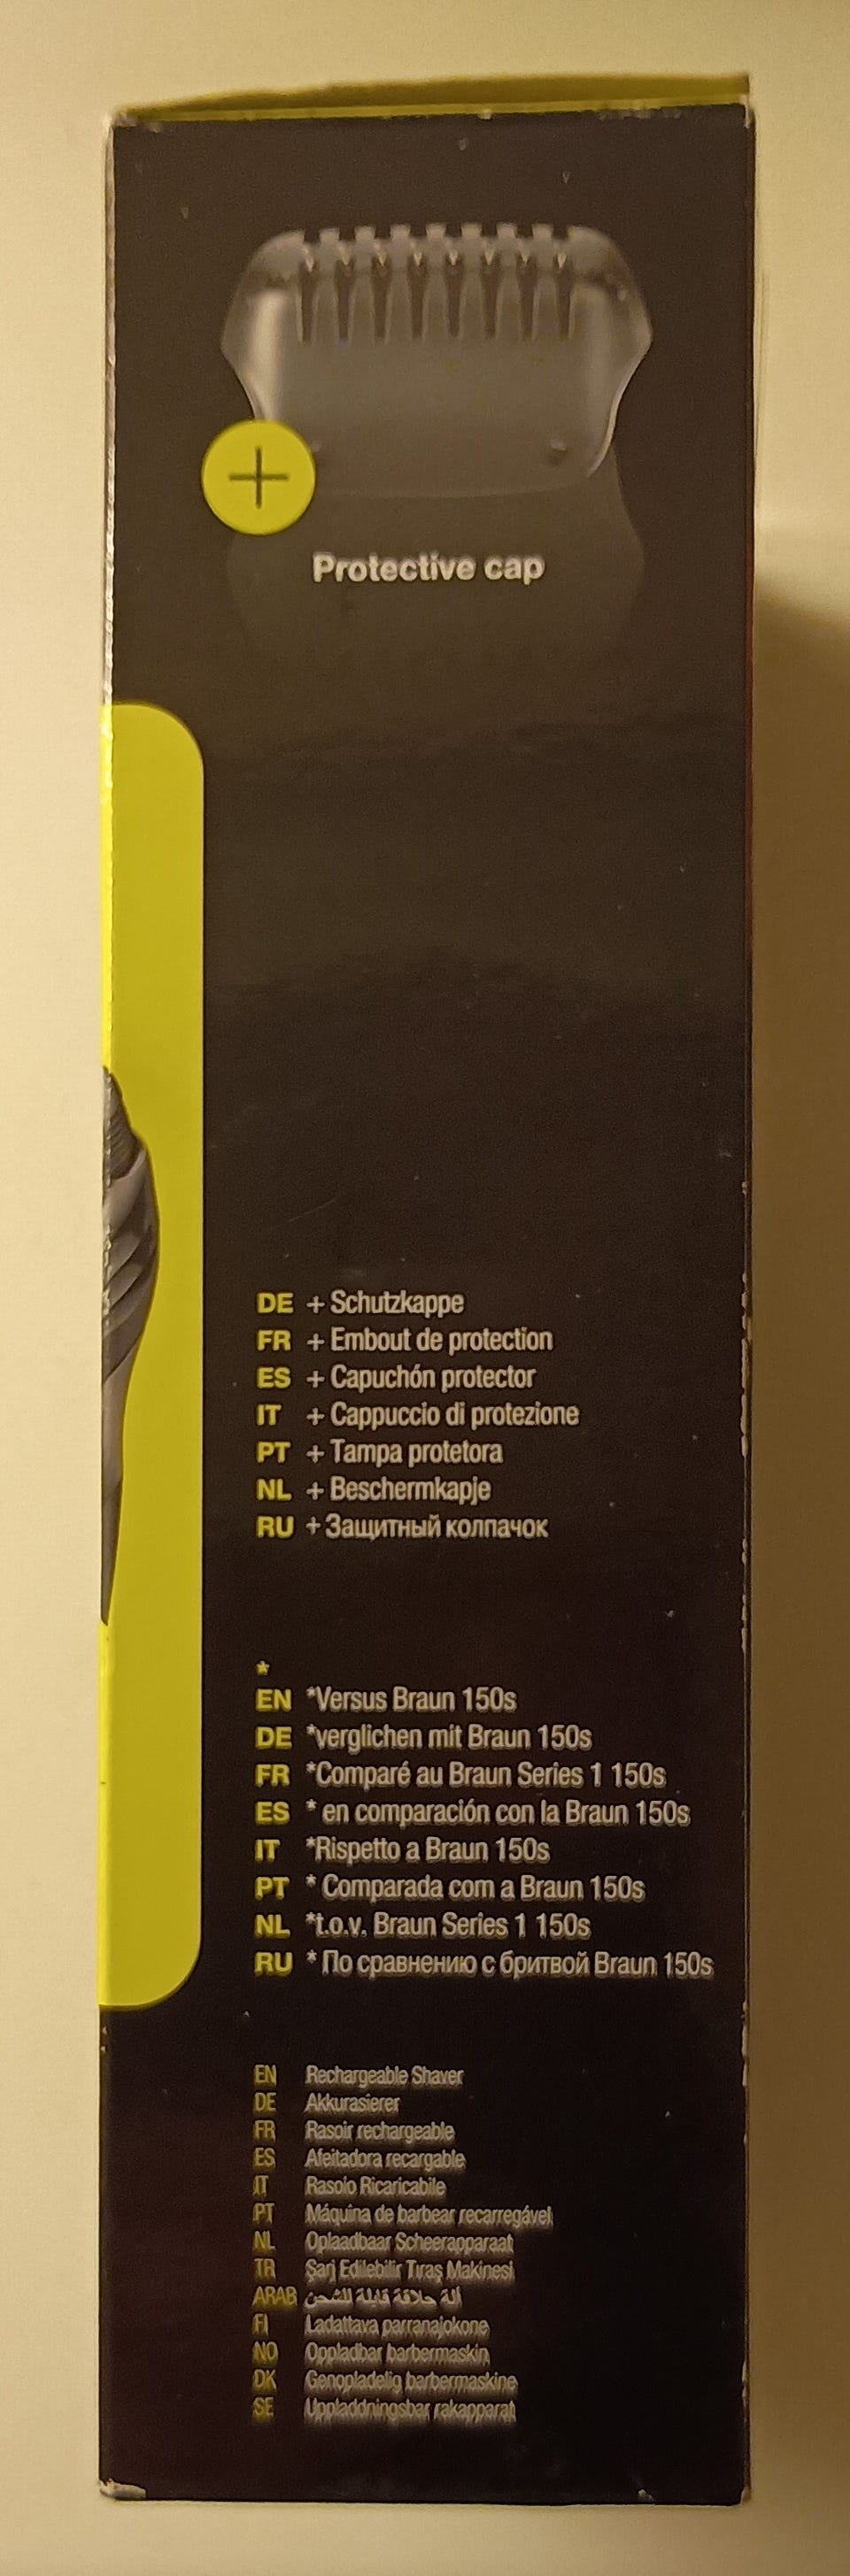 Protective cap
DE + Schutzkappe
FR + Embout de protection
ES + Capuchón protector
IT + Cappuccio di protezione
PT + Tampa protetora
NL + Beschermkapje
RU + Защитный колпачок
*
EN *Versus Braun 150s
DE *verglichen mit Braun 150s
FR *Comparé au Braun Series 1 150s
ES * en comparación con la Braun 150s
IT *Rispetto a Braun 150s
PT * Comparada com a Braun 150s
NL *t.o.v. Braun Series 1 150s
RU * По сравнению с бритвой Braun 150s
EN Rechargeable Shaver
DE Akkurasierer
FR Rasoir rechargeable
ES Afeitadora recargable
IT Rasoio Ricaricabile
PT Máquina de barbear recarregável
NL Oplaadbaar Scheerapparaat
TR Şarj Edilebilir Tıraş Makinesi
ARAB آلة حلاقة قابلة للشحن
FI Ladattava parranajokone
NO Oppladbar barbermaskin
DK Genopladelig barbermaskine
SE Uppladdningsbar rakapparat